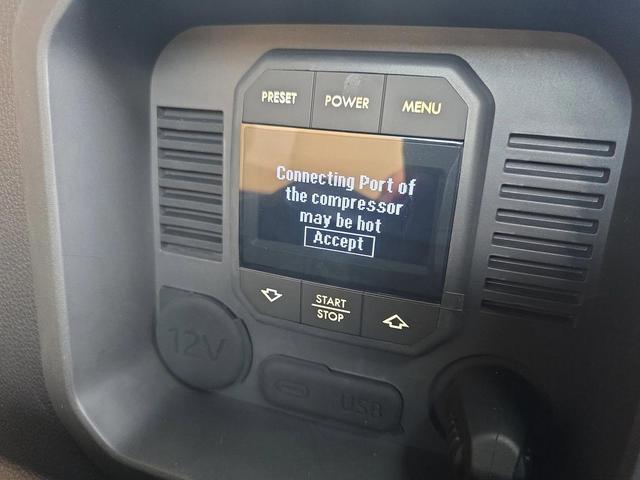 PRESET
POWER
MENU
Connecting Port of
the compressor
may be hot
Accept
START
STOP
12V
USB